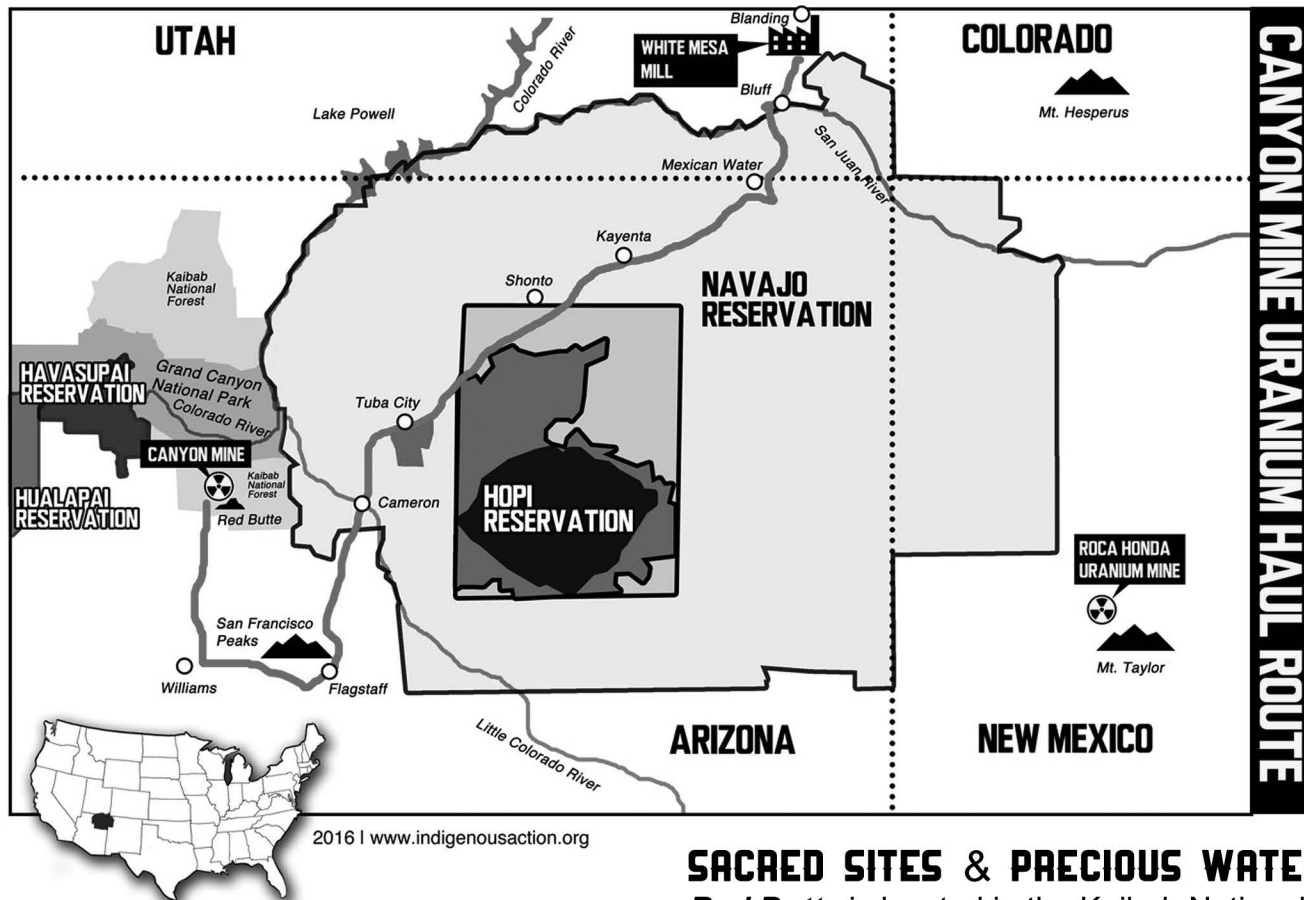 UTAH
Blanding
WHITE MESA
MILL
COLORADO
Colorado River
Bluff
Mt. Hesperus
Lake Powell
San Juan River
Mexican Water
Kayenta
Shonto
NAVAJO
RESERVATION
Kaibab
National
Forest
HAVASUPAI
RESERVATION
Grand Canyon
National Park
Colorado River
Tuba City
CANYON MINE
Kaibab
National
Forest
HUALAPAI
RESERVATION
Red Butte
Cameron
HOPI
RESERVATION
ROCA HONDA
URANIUM MINE
San Francisco
Peaks
Mt. Taylor
Williams
Flagstaff
Little Colorado River
ARIZONA
NEW MEXICO
CANYON MINE URANIUM HAUL ROUTE
2016 | www.indigenousaction.org
SACRED SITES & PRECIOUS WATE